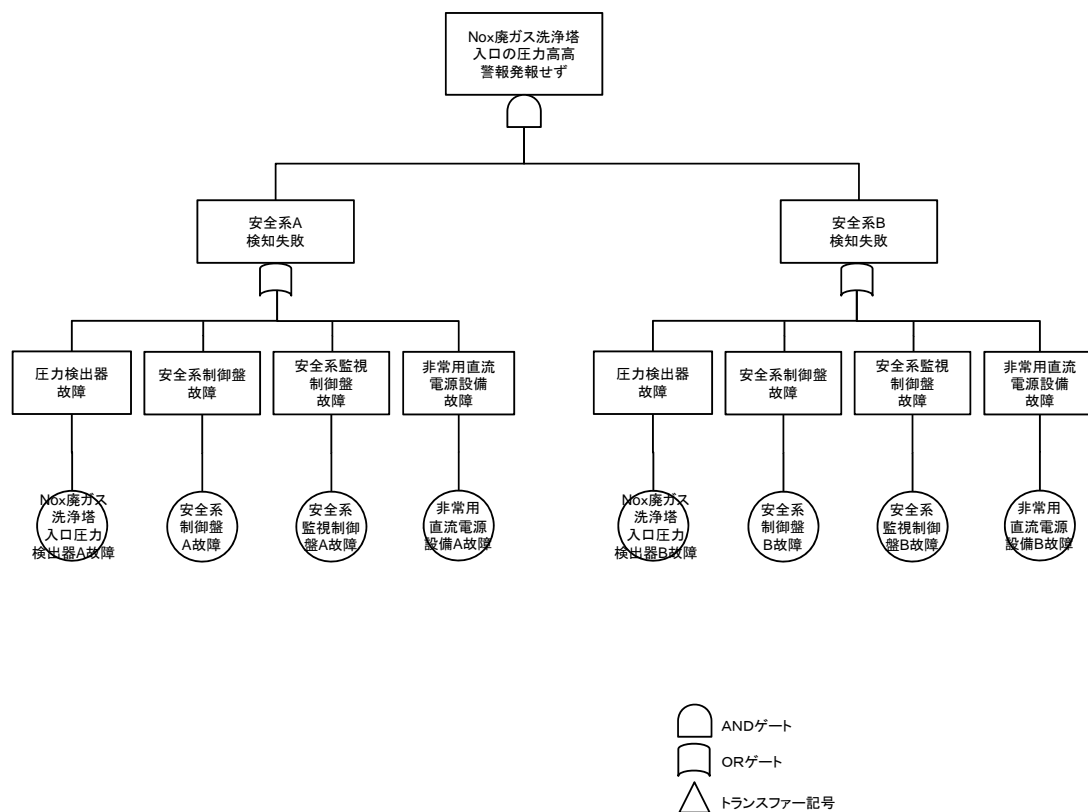 Nox廃ガス洗浄塔
入口の圧力高高
警報発報せず
安全系A
検知失敗
安全系B
検知失敗
圧力検出器
故障
安全系制御盤
故障
安全系監視
制御盤
故障
非常用直流
電源設備
故障
圧力検出器
故障
安全系制御盤
故障
安全系監視
制御盤
故障
非常用直流
電源設備
故障
Nox廃ガス
洗浄塔
入口圧力
検出器A故障
安全系
制御盤
A故障
安全系
監視制御
盤A故障
非常用
直流電源
設備A故障
Nox廃ガス
洗浄塔
入口圧力
検出器B故障
安全系
制御盤
B故障
安全系
監視制御
盤B故障
非常用
直流電源
設備B故障
ANDゲート
ORゲート
トランスファー記号